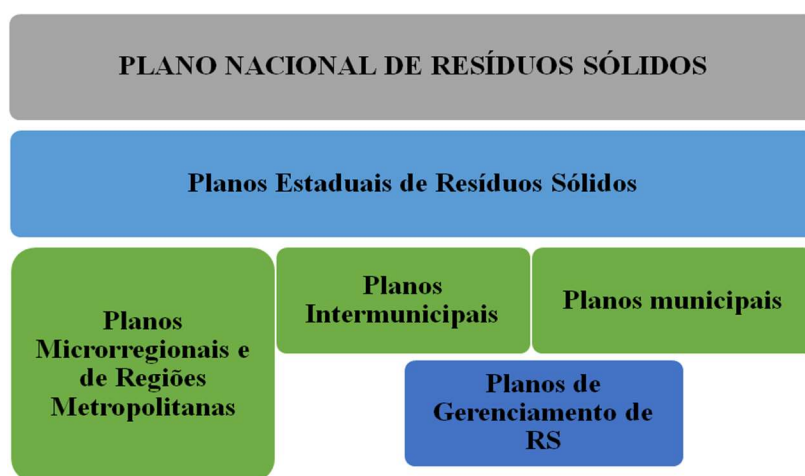 PLANO NACIONAL DE RESÍDUOS SÓLIDOS
Planos Estaduais de Resíduos Sólidos
Planos
Microrregionais e
de Regiões
Metropolitanas
Planos
Intermunicipais
Planos municipais
Planos de
Gerenciamento de
RS